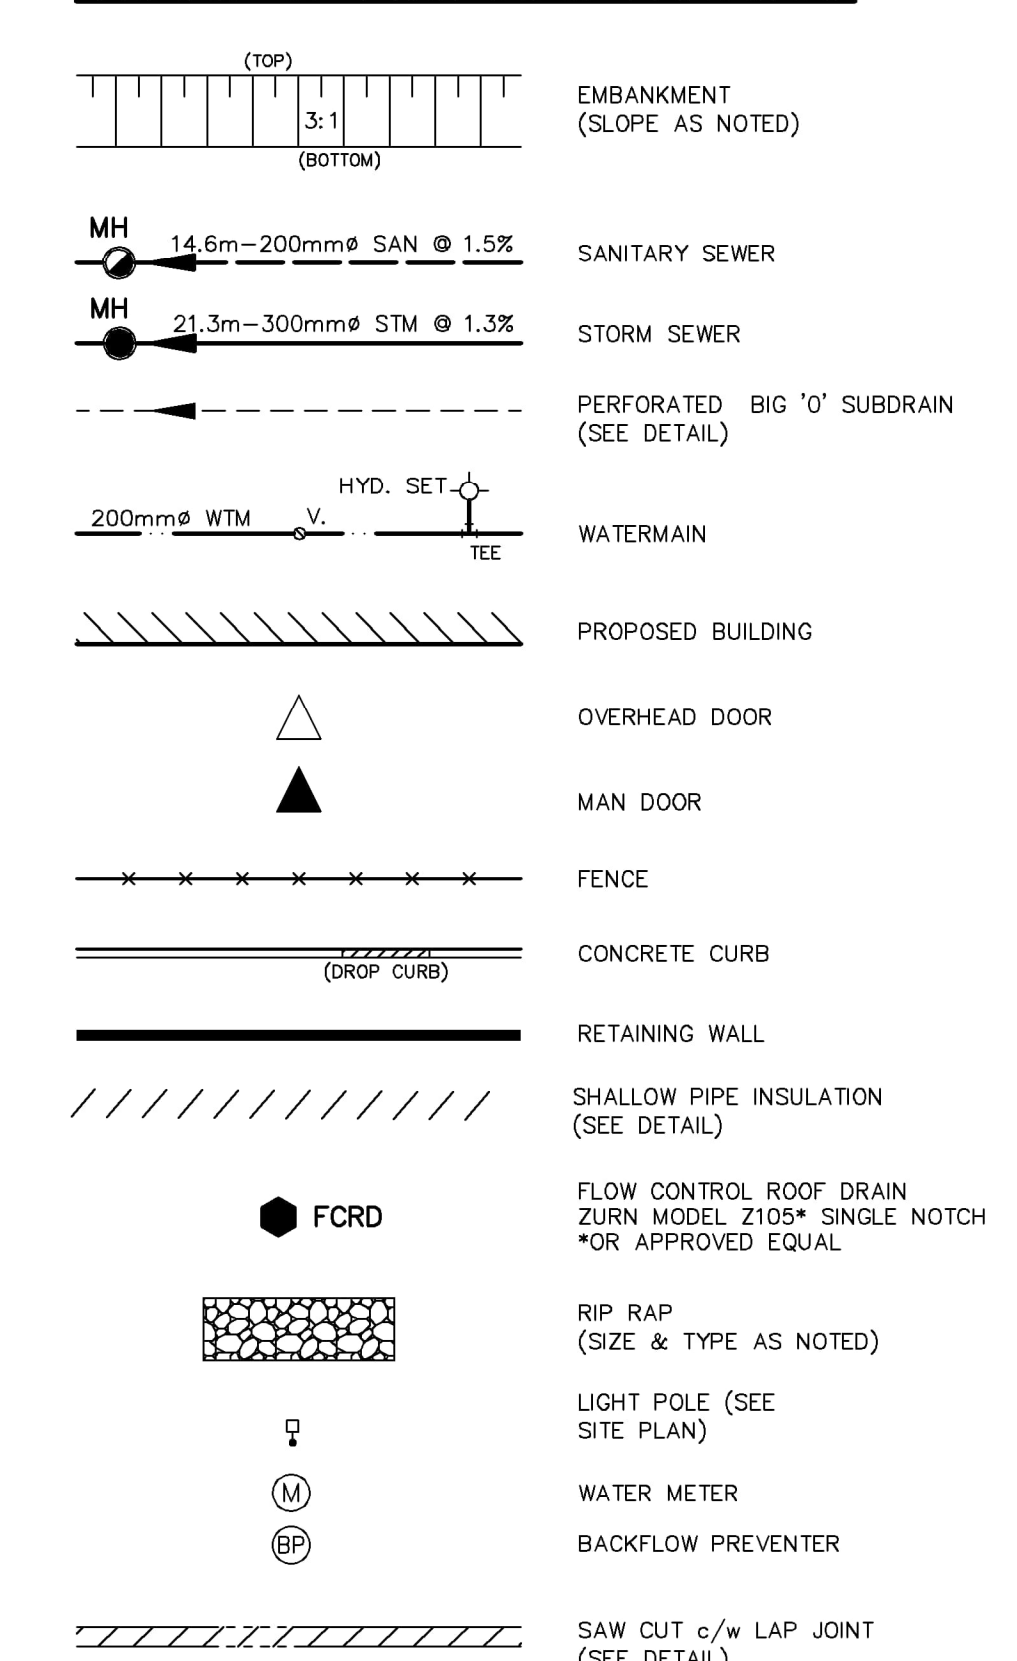 (TOP)
3:1
(BOTTOM)
EMBANKMENT
(SLOPE AS NOTED)
MH
14.6m-200mmø SAN @ 1.5%
SANITARY SEWER
MH
21.3m-300mmø STM @ 1.3%
STORM SEWER
PERFORATED BIG 'O' SUBDRAIN
(SEE DETAIL)
HYD. SET
200mmø WTM
V.
TEE
WATERMAIN
PROPOSED BUILDING
OVERHEAD DOOR
MAN DOOR
FENCE
(DROP CURB)
CONCRETE CURB
RETAINING WALL
SHALLOW PIPE INSULATION
(SEE DETAIL)
FCRD
FLOW CONTROL ROOF DRAIN
ZURN MODEL Z105* SINGLE NOTCH
*OR APPROVED EQUAL
RIP RAP
(SIZE & TYPE AS NOTED)
LIGHT POLE (SEE
SITE PLAN)
M
WATER METER
BP
BACKFLOW PREVENTER
SAW CUT c/w LAP JOINT
(SEE DETAIL)